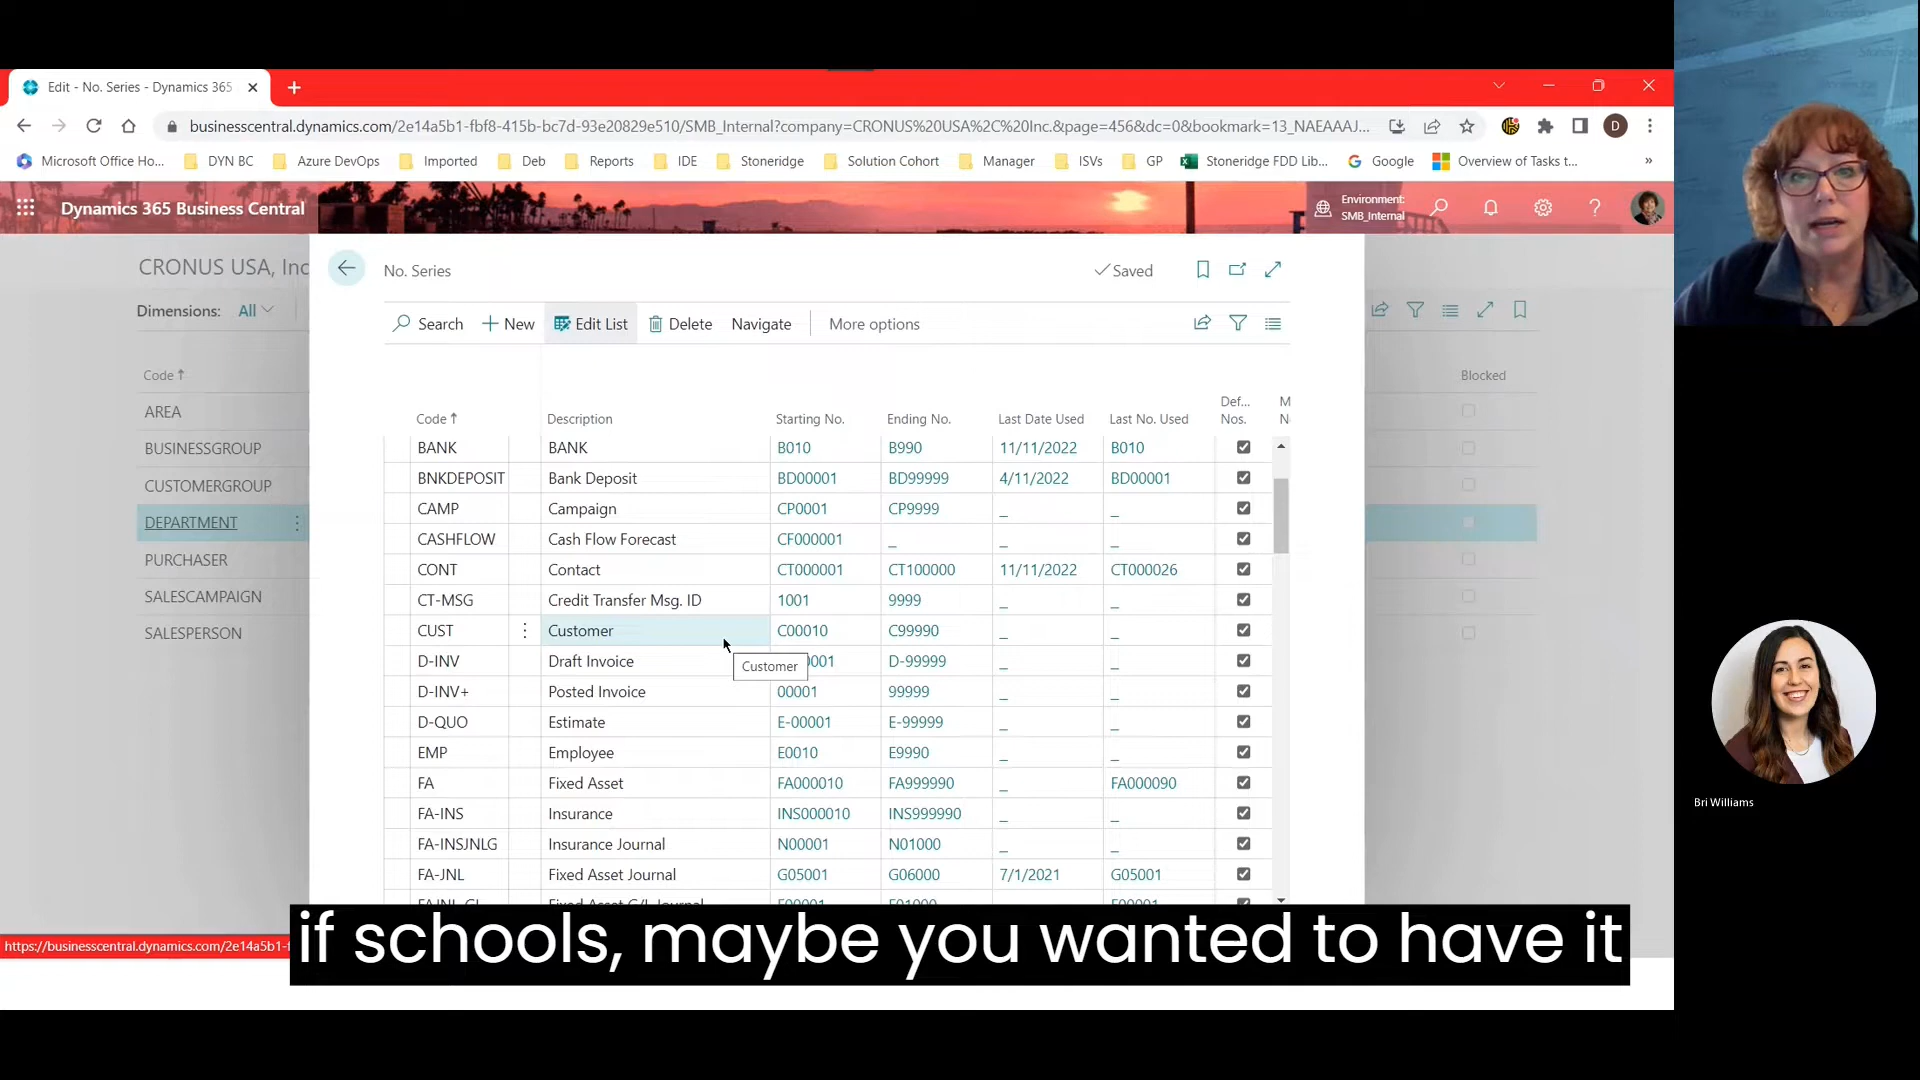 Edit - No. Series - Dynamics 365
businesscentral.dynamics.com/2e14a5b1-fbf8-415b-bc7d-93e20829e510/SMB_Internal?company=CRONUS%20USA%2C%20Inc.&page=456&dc=0&bookmark=13_NAEAAAJ...
D
Microsoft Office Ho... DYN BC Azure DevOps Imported Deb Reports IDE Stoneridge Solution Cohort Manager ISVs GP Stoneridge FDD Lib... Google Overview of Tasks t... »
Dynamics 365 Business Central
Environment:
SMB_Internal
CRONUS USA, Inc
Dimensions: All
Code ↑
AREA
BUSINESSGROUP
CUSTOMERGROUP
DEPARTMENT
PURCHASER
SALESCAMPAIGN
SALESPERSON
Blocked
No. Series
Saved
Search New Edit List Delete Navigate More options
Code ↑ Description Starting No. Ending No. Last Date Used Last No. Used Def... Nos. M N
BANK BANK B010 B990 11/11/2022 B010
BNKDEPOSIT Bank Deposit BD00001 BD99999 4/11/2022 BD00001
CAMP Campaign CP0001 CP9999 _ _
CASHFLOW Cash Flow Forecast CF000001 _ _ _
CONT Contact CT000001 CT100000 11/11/2022 CT000026
CT-MSG Credit Transfer Msg. ID 1001 9999 _ _
CUST Customer C00010 C99990 _ _
D-INV Draft Invoice 0001 D-99999 _ _
Customer
D-INV+ Posted Invoice 00001 99999 _ _
D-QUO Estimate E-00001 E-99999 _ _
EMP Employee E0010 E9990 _ _
FA Fixed Asset FA000010 FA999990 _ FA000090
FA-INS Insurance INS000010 INS999990 _ _
FA-INSJNLG Insurance Journal N00001 N01000 _ _
FA-JNL Fixed Asset Journal G05001 G06000 7/1/2021 G05001
https://businesscentral.dynamics.com/2e14a5b1-f
if schools, maybe you wanted to have it
Bri Williams